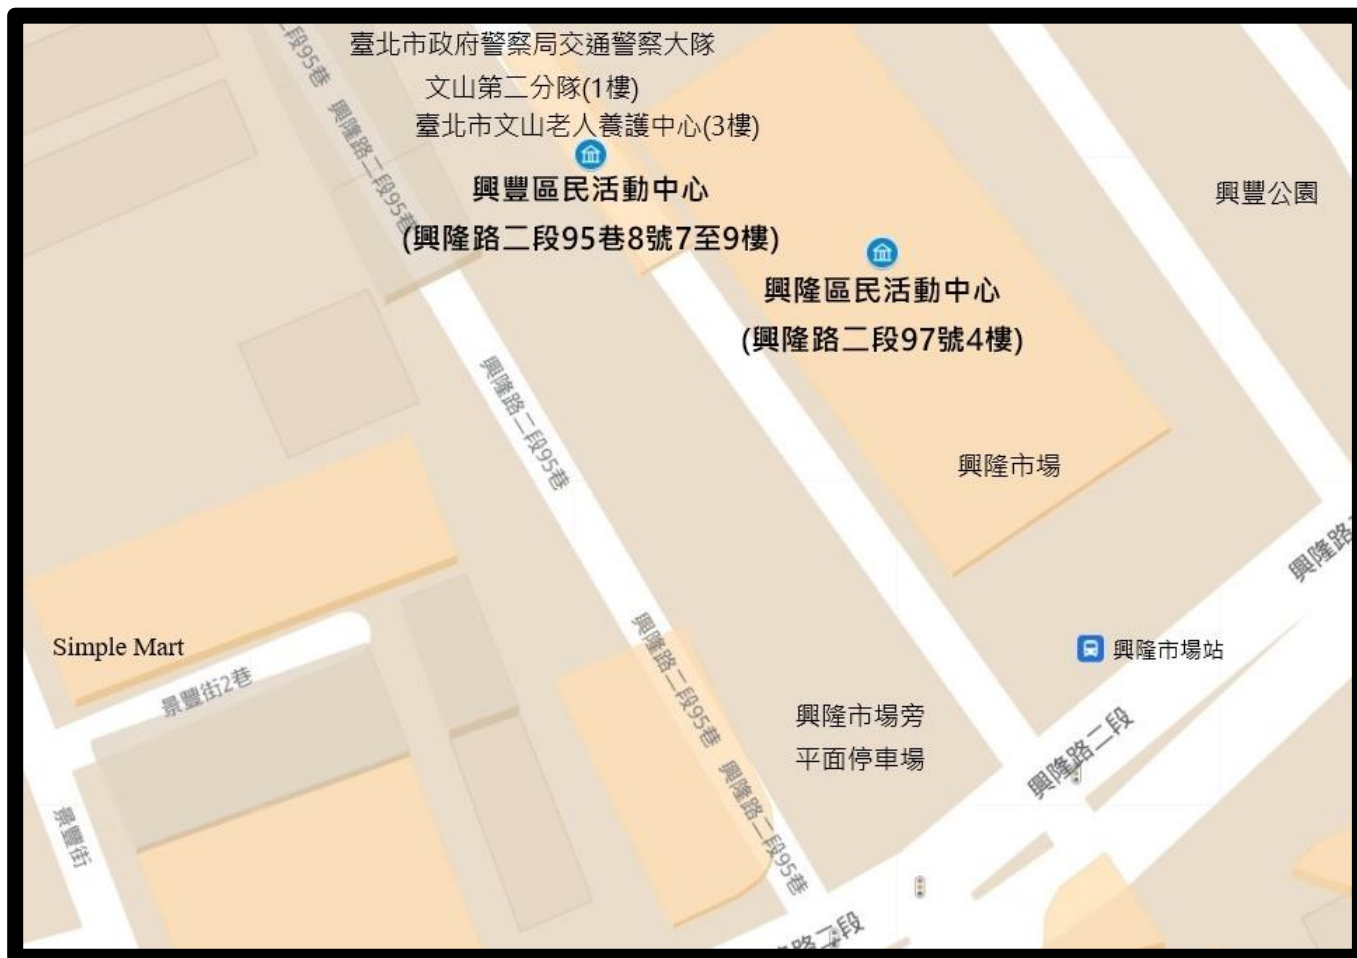 段95巷
臺北市政府警察局交通警察大隊
文山第二分隊(1樓)
臺北市文山老人養護中心(3樓)
興隆路二段95巷
興豐區民活動中心
(興隆路二段95巷8號7至9樓)
興豐公園
興隆區民活動中心
(興隆路二段97號4樓)
興隆路二段95巷
興隆市場
興隆路二
Simple Mart
景豐街2巷
興隆路二段95巷
興隆市場站
興隆市場旁
平面停車場
興隆路二段
興隆路二段95巷
景豐街
路二段